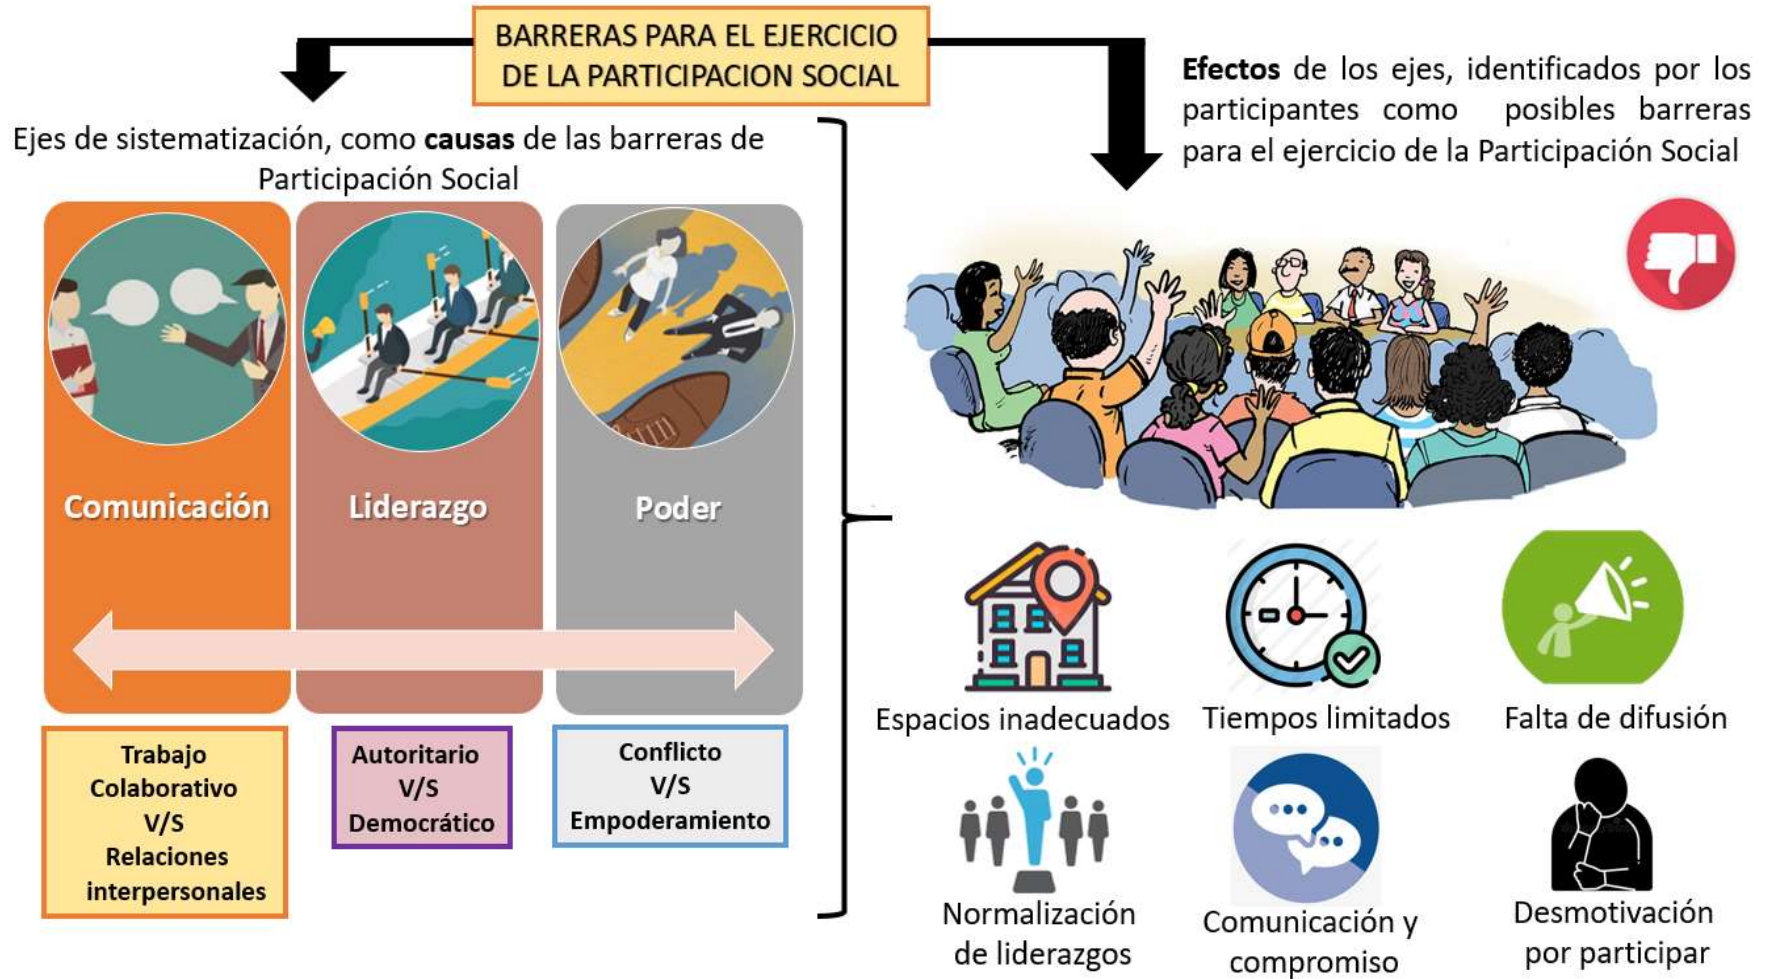 BARRERAS PARA EL EJERCICIO
DE LA PARTICIPACION SOCIAL
Ejes de sistematización, como causas de las barreras de
Participación Social
Comunicación
Liderazgo
Poder
Trabajo
Colaborativo
V/S
Relaciones
interpersonales
Autoritario
V/S
Democrático
Conflicto
V/S
Empoderamiento
Efectos de los ejes, identificados por los
participantes como posibles barreras
para el ejercicio de la Participación Social
Espacios inadecuados
Tiempos limitados
Falta de difusión
Normalización
de liderazgos
Comunicación y
compromiso
Desmotivación
por participar